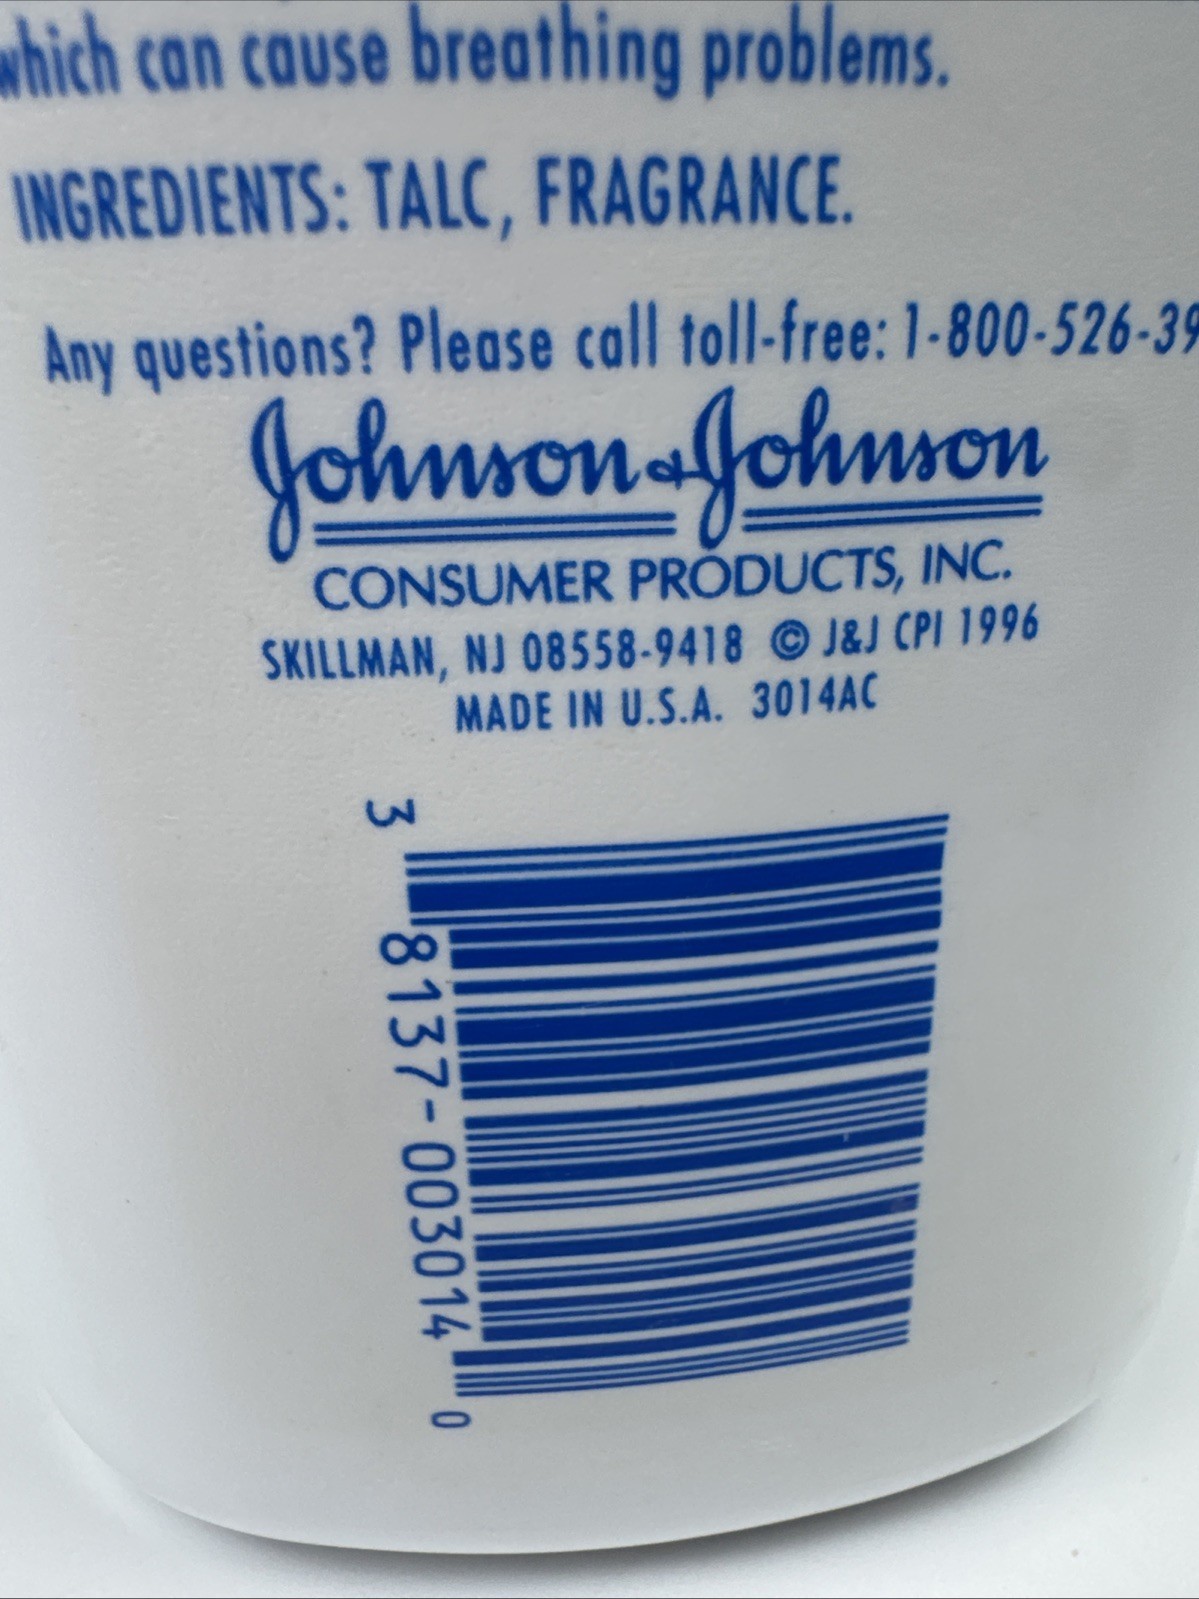 which can cause breathing problems.
INGREDIENTS: TALC, FRAGRANCE.
Any questions? Please call toll-free: 1-800-526-39
Johnson & Johnson
CONSUMER PRODUCTS, INC.
SKILLMAN, NJ 08558-9418 © J&J CPI 1996
MADE IN U.S.A. 3014AC
3
8137-003014
0